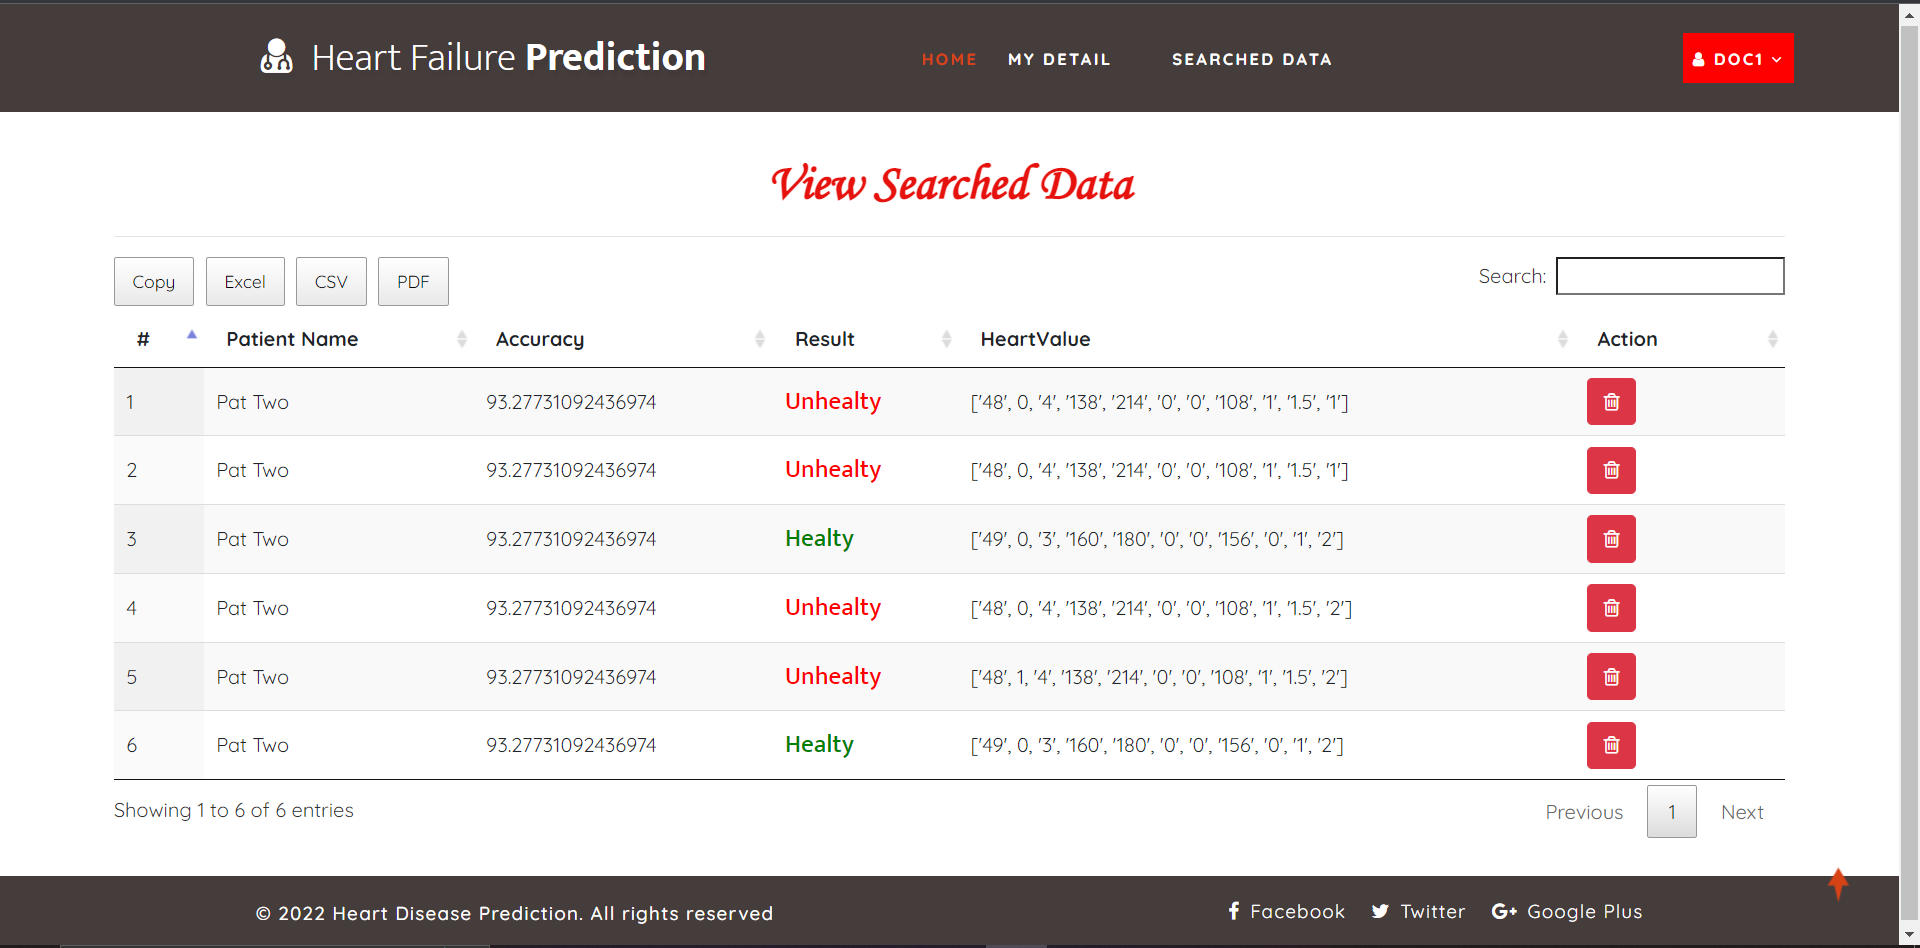 Heart Failure Prediction HOME MY DETAIL SEARCHED DATA DOC1
View Searched Data
Copy Excel CSV PDF Search:
# Patient Name Accuracy Result HeartValue Action
1 Pat Two 93.27731092436974 Unhealty ['48', 0, '4', '138', '214', '0', '0', '108', '1', '1.5', '1']
2 Pat Two 93.27731092436974 Unhealty ['48', 0, '4', '138', '214', '0', '0', '108', '1', '1.5', '1']
3 Pat Two 93.27731092436974 Healty ['49', 0, '3', '160', '180', '0', '0', '156', '0', '1', '2']
4 Pat Two 93.27731092436974 Unhealty ['48', 0, '4', '138', '214', '0', '0', '108', '1', '1.5', '2']
5 Pat Two 93.27731092436974 Unhealty ['48', 1, '4', '138', '214', '0', '0', '108', '1', '1.5', '2']
6 Pat Two 93.27731092436974 Healty ['49', 0, '3', '160', '180', '0', '0', '156', '0', '1', '2']
Showing 1 to 6 of 6 entries Previous 1 Next
© 2022 Heart Disease Prediction. All rights reserved Facebook Twitter G+ Google Plus